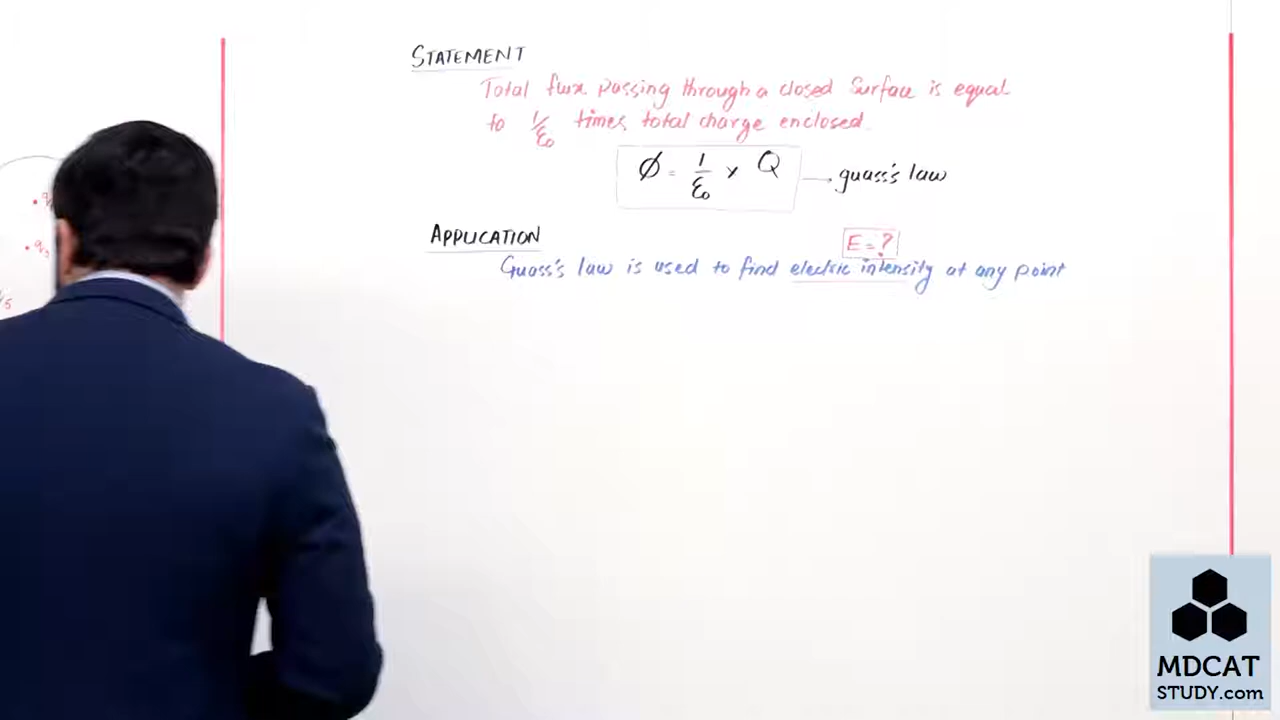 STATEMENT
Total flux passing through a closed Surface is equal
to 1/ε₀ times total charge enclosed.
Ø = 1/ε₀ × Q → guass's law
APPLICATION
E = ?
Guass's law is used to find electric intensity at any point
MDCAT
STUDY.com